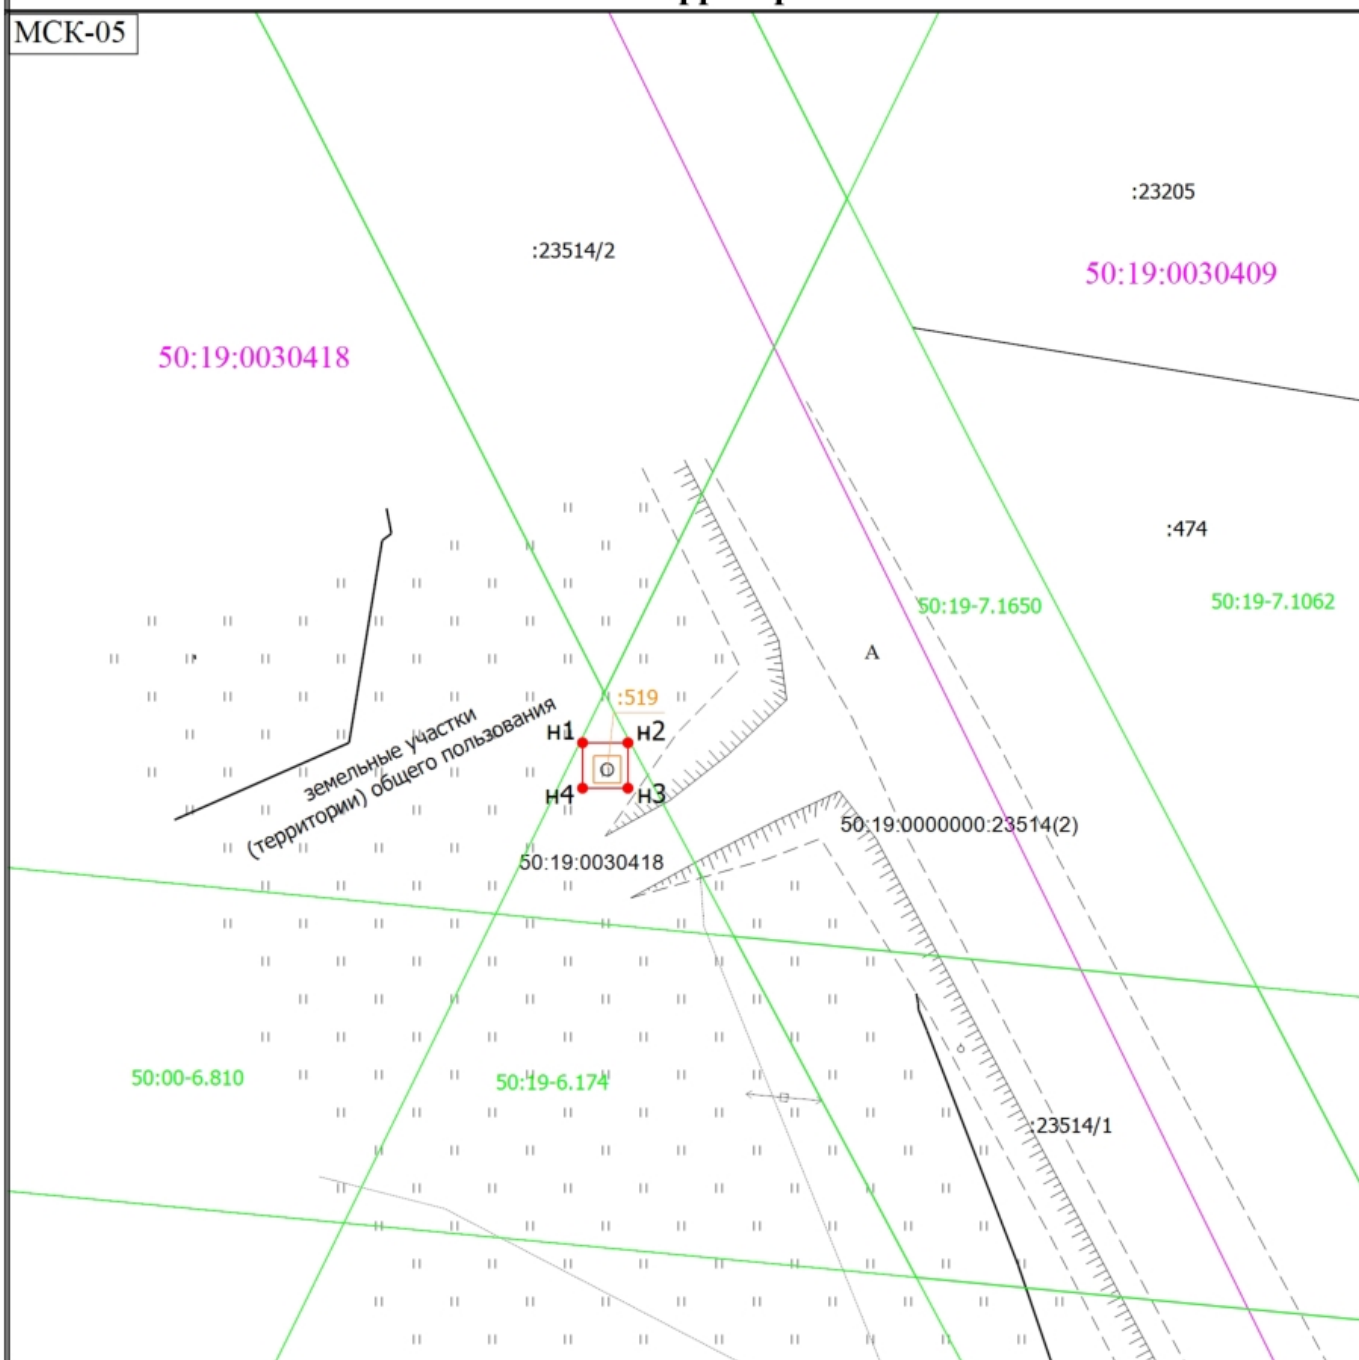 МСК-05
:23205
:23514/2
50:19:0030409
50:19:0030418
:474
50:19-7.1650
50:19-7.1062
А
:519
земельные участки
(территории) общего пользования
н1
н2
н4
н3
50:19:0000000:23514(2)
50:19:0030418
50:00-6.810
50:19-6.174
:23514/1